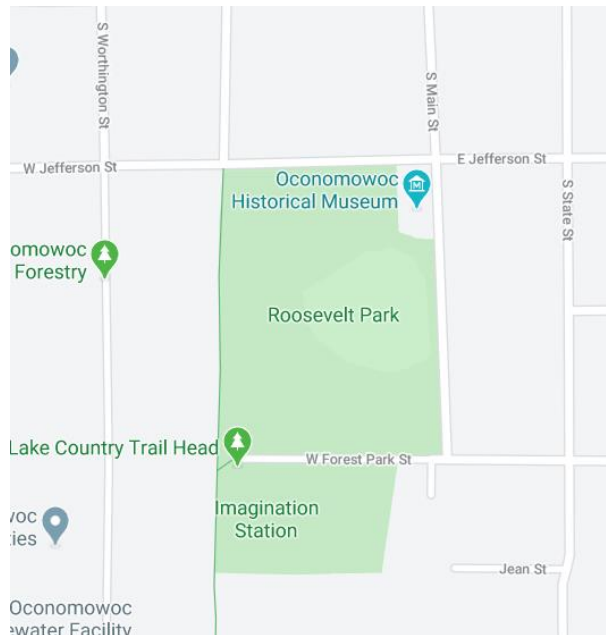 S Worthington St
S Main St
W Jefferson St
E Jefferson St
Oconomowoc
Historical Museum
S State St
omowoc
Forestry
Roosevelt Park
Lake Country Trail Head
W Forest Park St
Imagination
Station
woc
ties
Jean St
Oconomowoc
ewater Facility